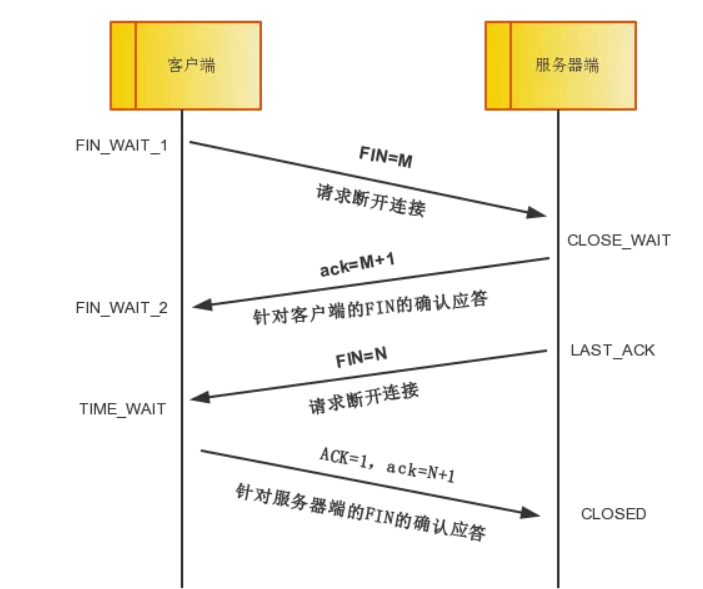 客户端
服务器端
FIN_WAIT_1
FIN=M
请求断开连接
CLOSE_WAIT
ack=M+1
FIN_WAIT_2
针对客户端的FIN的确认应答
LAST_ACK
FIN=N
TIME_WAIT
请求断开连接
ACK=1, ack=N+1
针对服务器端的FIN的确认应答
CLOSED